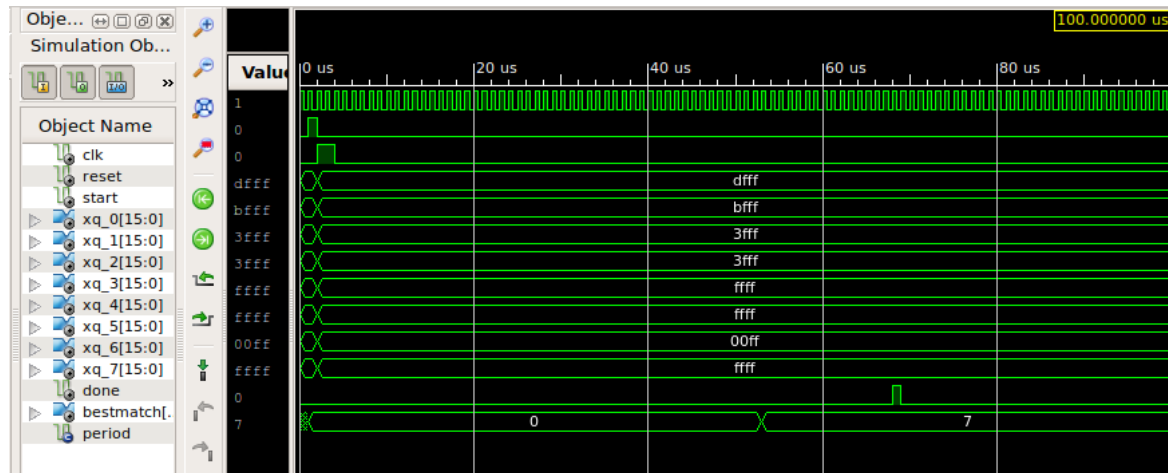 Obje...
Simulation Ob...
»
Object Name
clk
reset
start
xq_0[15:0]
xq_1[15:0]
xq_2[15:0]
xq_3[15:0]
xq_4[15:0]
xq_5[15:0]
xq_6[15:0]
xq_7[15:0]
done
bestmatch[.
period
Valu
1
0
0
dfff
bfff
3fff
3fff
ffff
ffff
00ff
ffff
0
7
100.000000 us
0 us 20 us 40 us 60 us 80 us
dfff
bfff
3fff
3fff
ffff
ffff
00ff
ffff
0 7